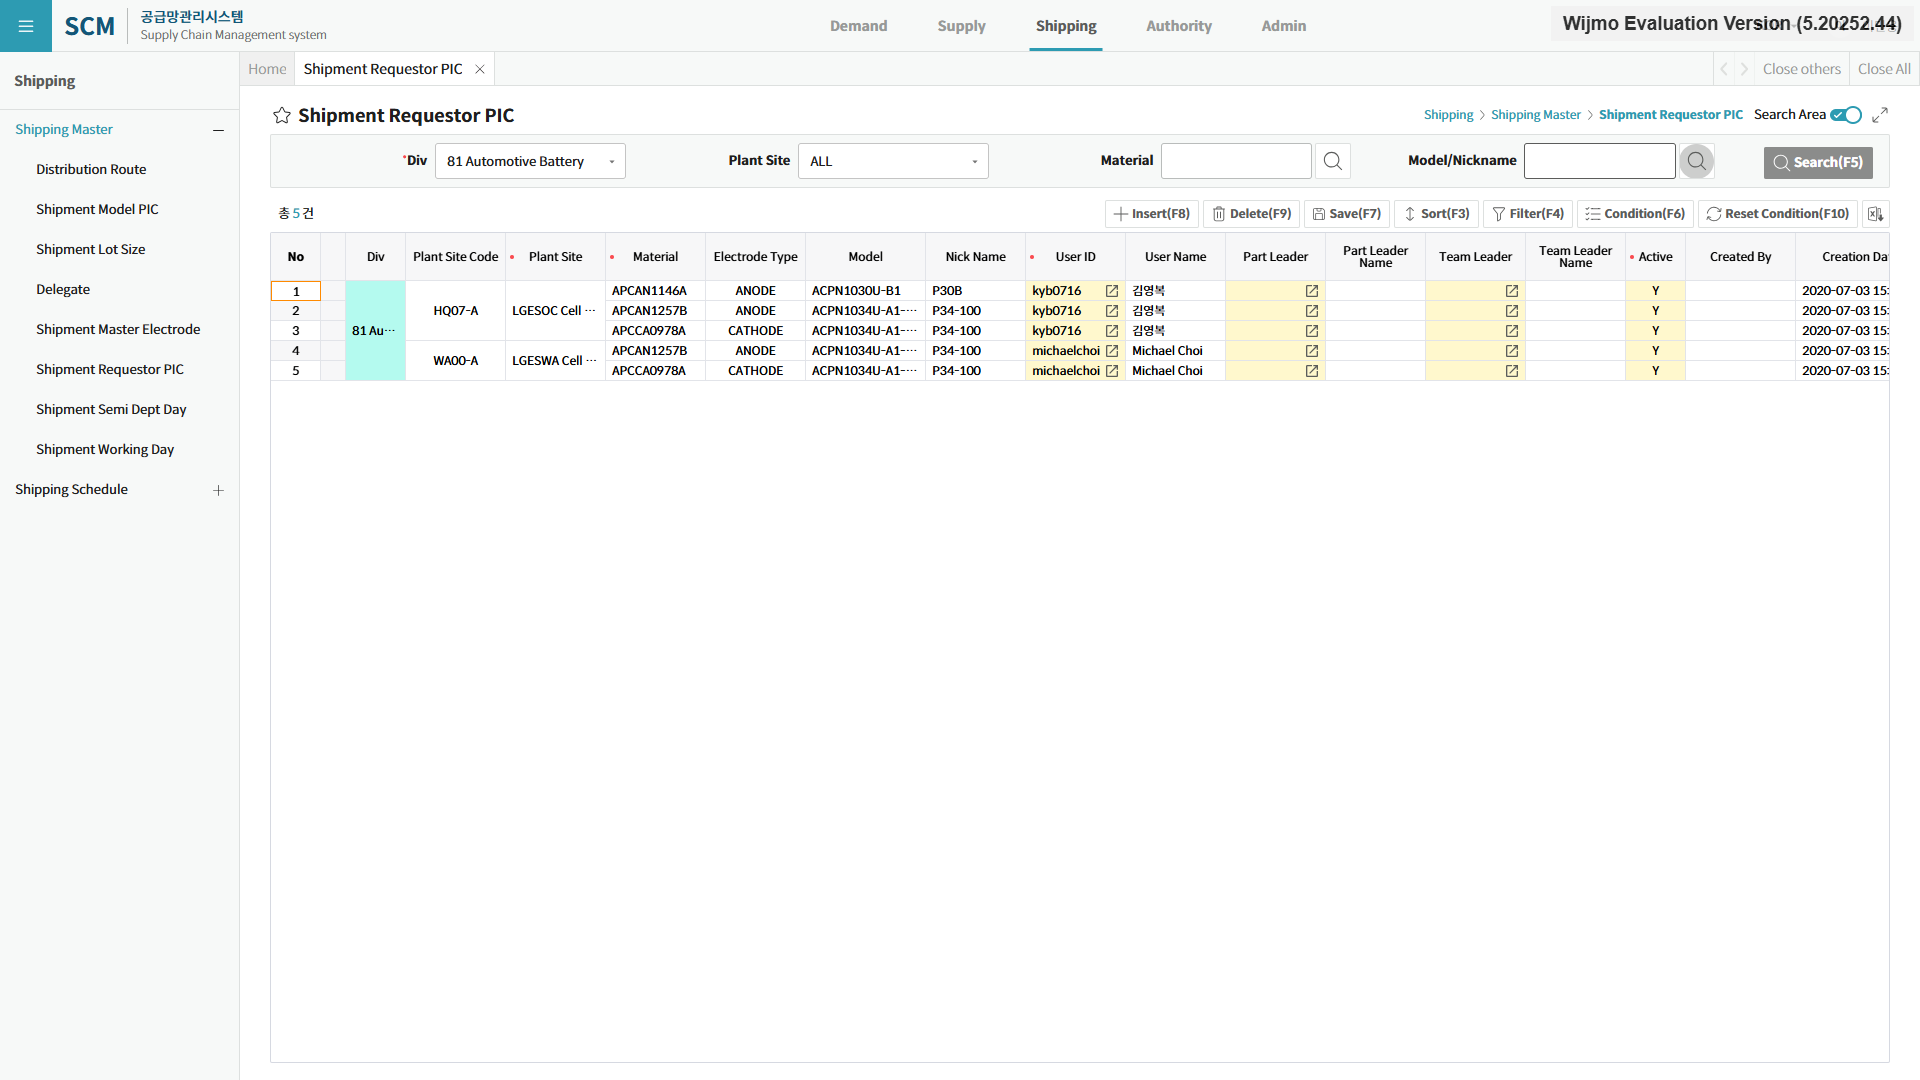 SCM
공급망관리시스템
Supply Chain Management system
Demand
Supply
Shipping
Authority
Admin
Wijmo Evaluation Version (5.20252.44)
Shipping
Home
Shipment Requestor PIC
Close others
Close All
Shipping Master
Distribution Route
Shipment Model PIC
Shipment Lot Size
Delegate
Shipment Master Electrode
Shipment Requestor PIC
Shipment Semi Dept Day
Shipment Working Day
Shipping Schedule
Shipment Requestor PIC
Shipping > Shipping Master > Shipment Requestor PIC
Search Area
*Div 81 Automotive Battery
Plant Site ALL
Material
Model/Nickname
Search(F5)
총 5 건
Insert(F8)
Delete(F9)
Save(F7)
Sort(F3)
Filter(F4)
Condition(F6)
Reset Condition(F10)
No Div Plant Site Code Plant Site Material Electrode Type Model Nick Name User ID User Name Part Leader Part Leader Name Team Leader Team Leader Name Active Created By Creation Da
1 81 Au··· HQ07-A LGESOC Cell ··· APCAN1146A ANODE ACPN1030U-B1 P30B kyb0716 김영복 Y 2020-07-03 15:
2 APCAN1257B ANODE ACPN1034U-A1-··· P34-100 kyb0716 김영복 Y 2020-07-03 15:
3 APCCA0978A CATHODE ACPN1034U-A1-··· P34-100 kyb0716 김영복 Y 2020-07-03 15:
4 WA00-A LGESWA Cell ··· APCAN1257B ANODE ACPN1034U-A1-··· P34-100 michaelchoi Michael Choi Y 2020-07-03 15:
5 APCCA0978A CATHODE ACPN1034U-A1-··· P34-100 michaelchoi Michael Choi Y 2020-07-03 15: